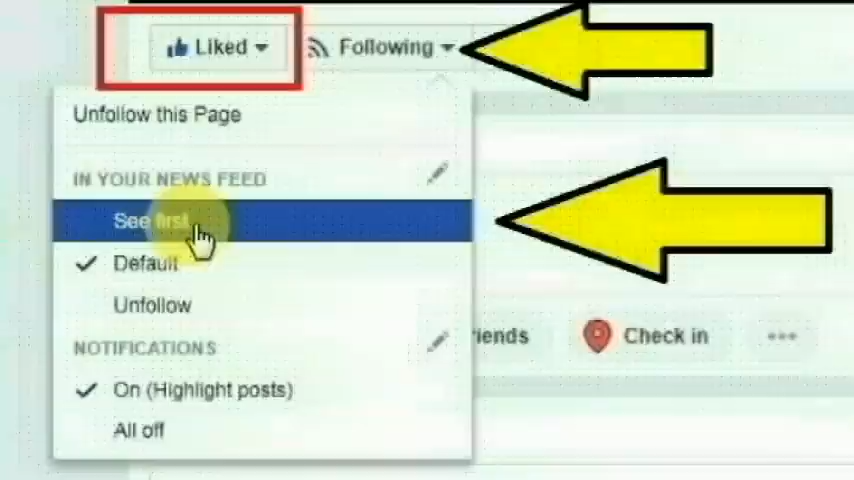 Liked Following
Unfollow this Page
IN YOUR NEWS FEED
See first
Default
Unfollow
riends Check in
NOTIFICATIONS
On (Highlight posts)
All off